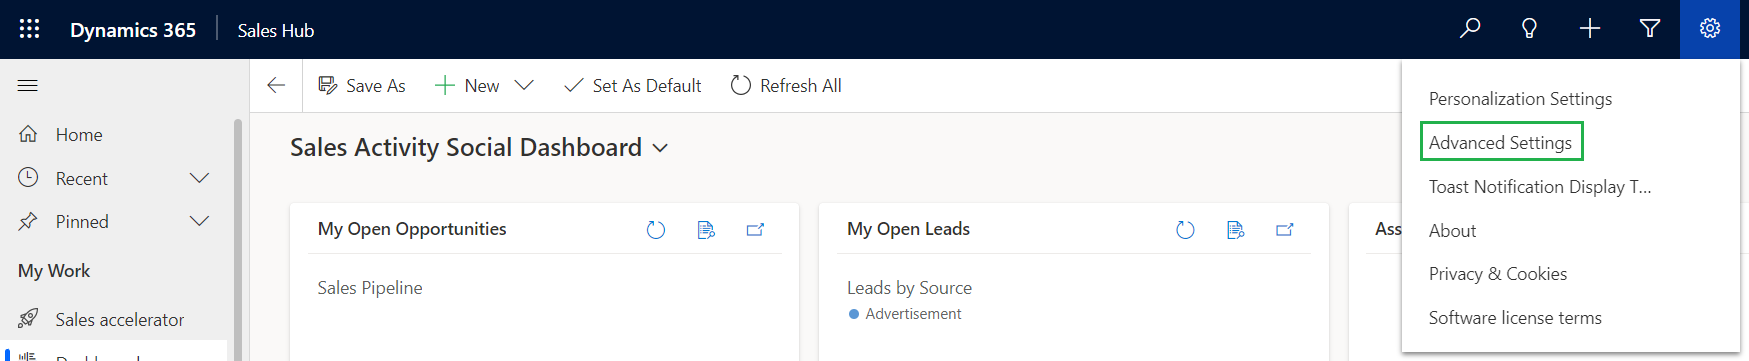 Dynamics 365
Sales Hub
Save As
New
Set As Default
Refresh All
Home
Recent
Pinned
My Work
Sales accelerator
Sales Activity Social Dashboard
My Open Opportunities
Sales Pipeline
My Open Leads
Leads by Source
Advertisement
Ass
Personalization Settings
Advanced Settings
Toast Notification Display T...
About
Privacy & Cookies
Software license terms